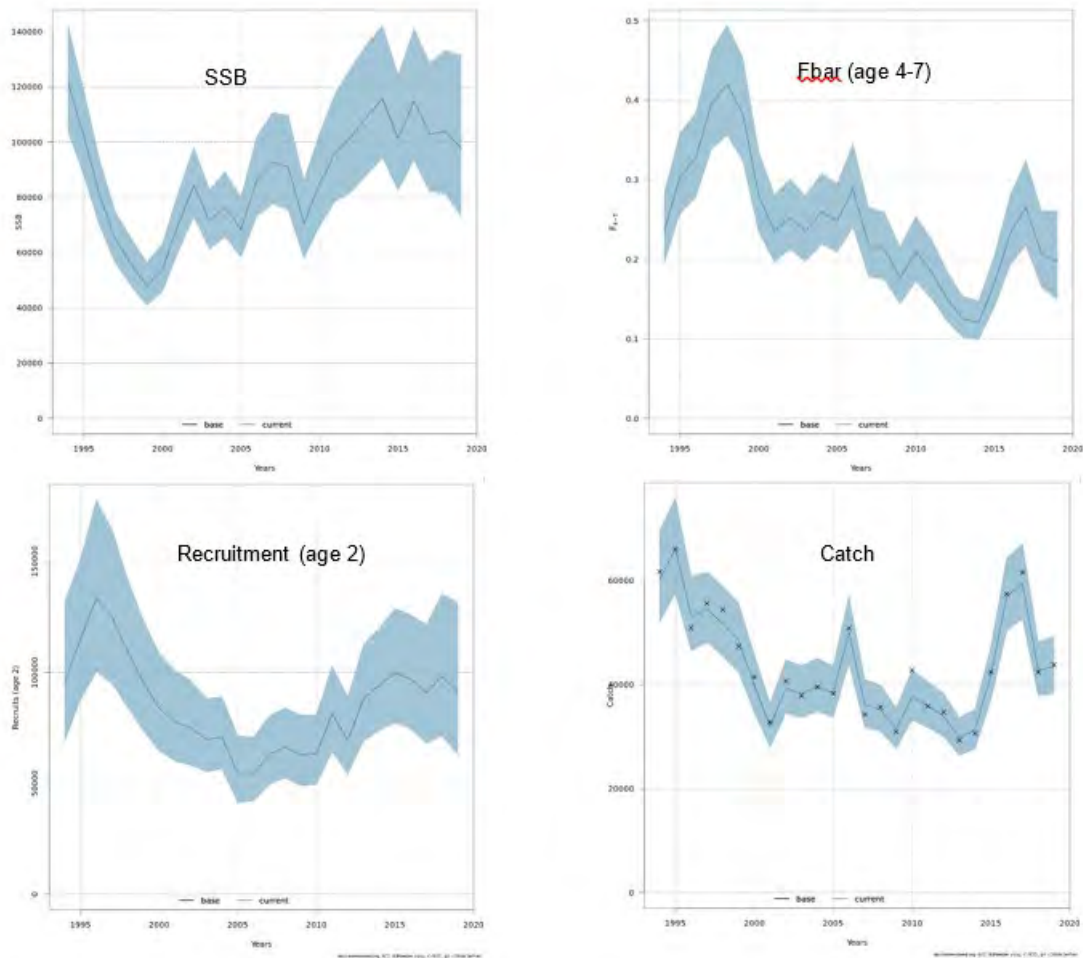 SSB
140000
120000
100000
80000
60000
40000
20000
0
SSB
base current
1995 2000 2005 2010 2015 2020
Years
Fbar (age 4-7)
0.5
0.4
0.3
0.2
0.1
0.0
F4-7
base current
1995 2000 2005 2010 2015 2020
Years
Recruitment (age 2)
150000
100000
50000
0
Recruits (age 2)
base current
1995 2000 2005 2010 2015 2020
Years
Catch
60000
40000
20000
0
Catch
base current
1995 2000 2005 2010 2015 2020
Years